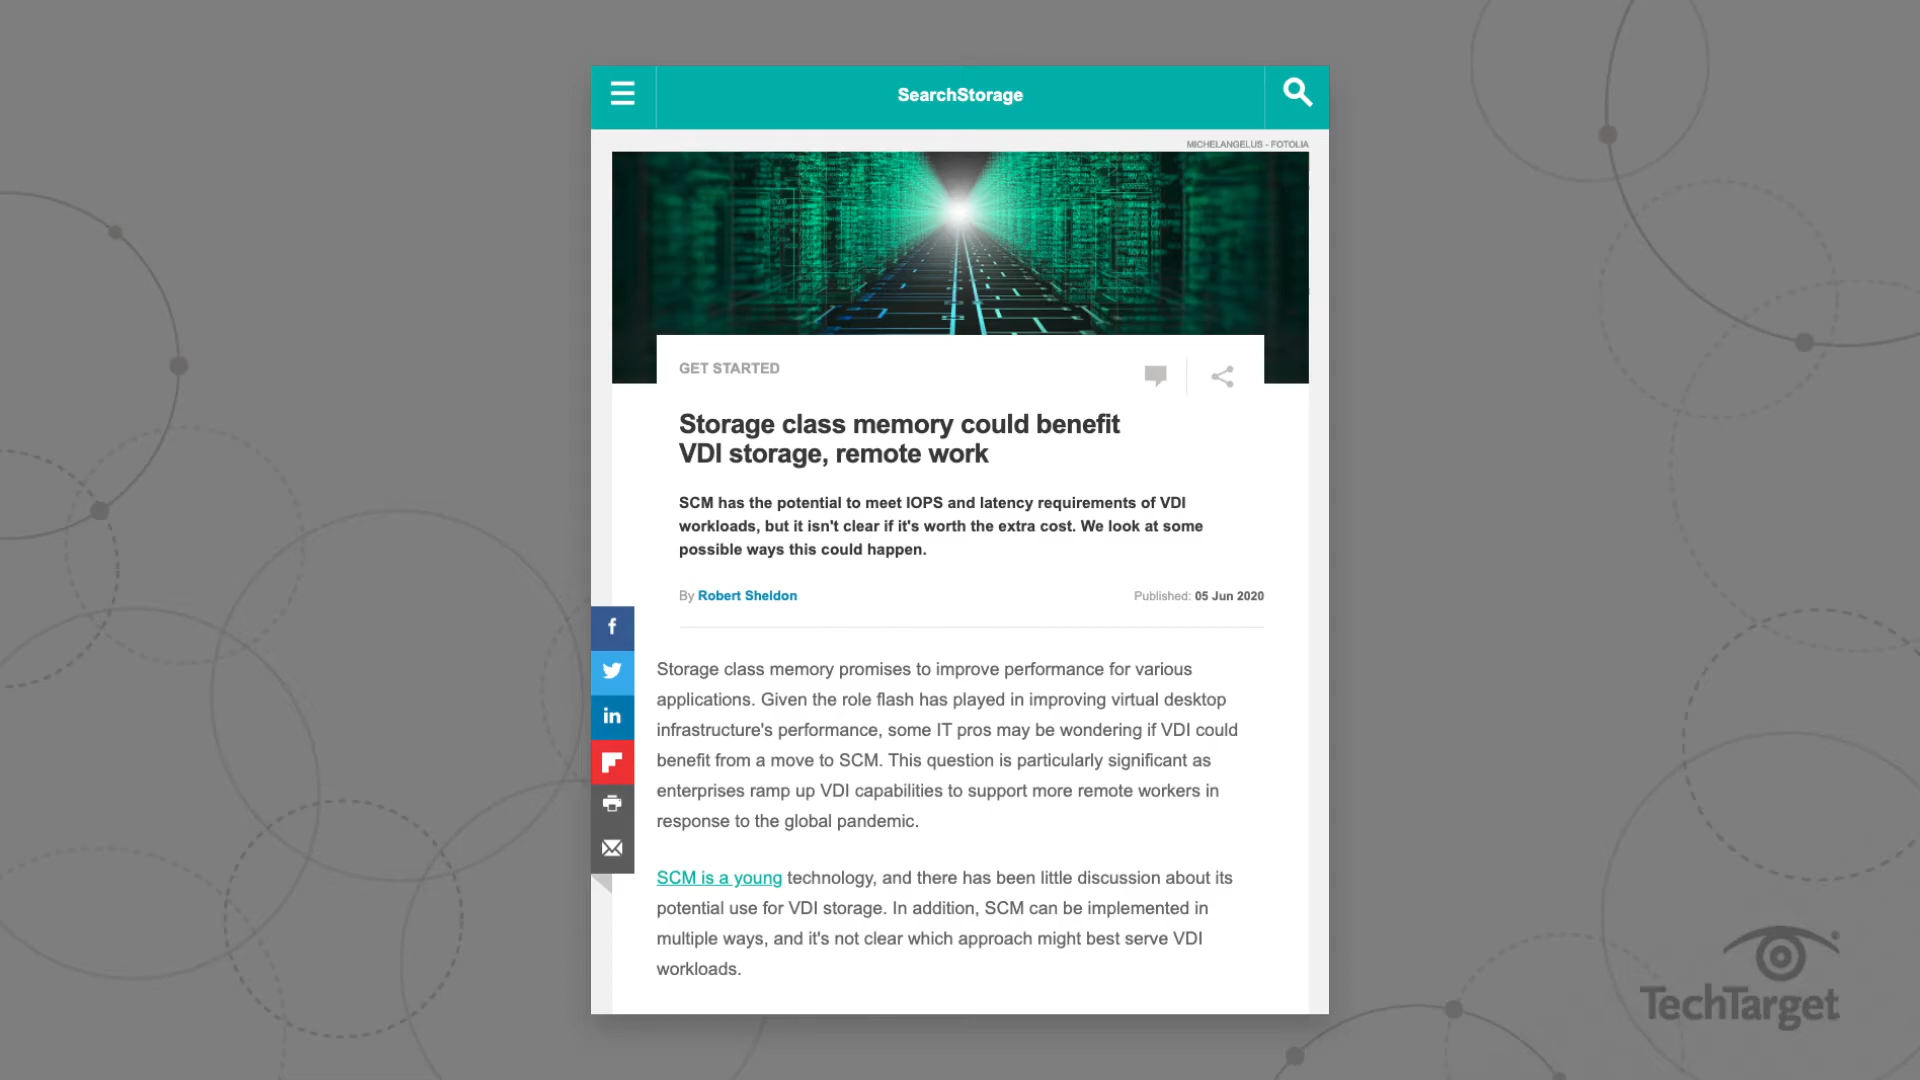 SearchStorage
MICHELANGELUS - FOTOLIA
GET STARTED
Storage class memory could benefit
VDI storage, remote work
SCM has the potential to meet IOPS and latency requirements of VDI
workloads, but it isn't clear if it's worth the extra cost. We look at some
possible ways this could happen.
By Robert Sheldon
Published: 05 Jun 2020
Storage class memory promises to improve performance for various
applications. Given the role flash has played in improving virtual desktop
infrastructure's performance, some IT pros may be wondering if VDI could
benefit from a move to SCM. This question is particularly significant as
enterprises ramp up VDI capabilities to support more remote workers in
response to the global pandemic.
SCM is a young technology, and there has been little discussion about its
potential use for VDI storage. In addition, SCM can be implemented in
multiple ways, and it's not clear which approach might best serve VDI
workloads.
TechTarget